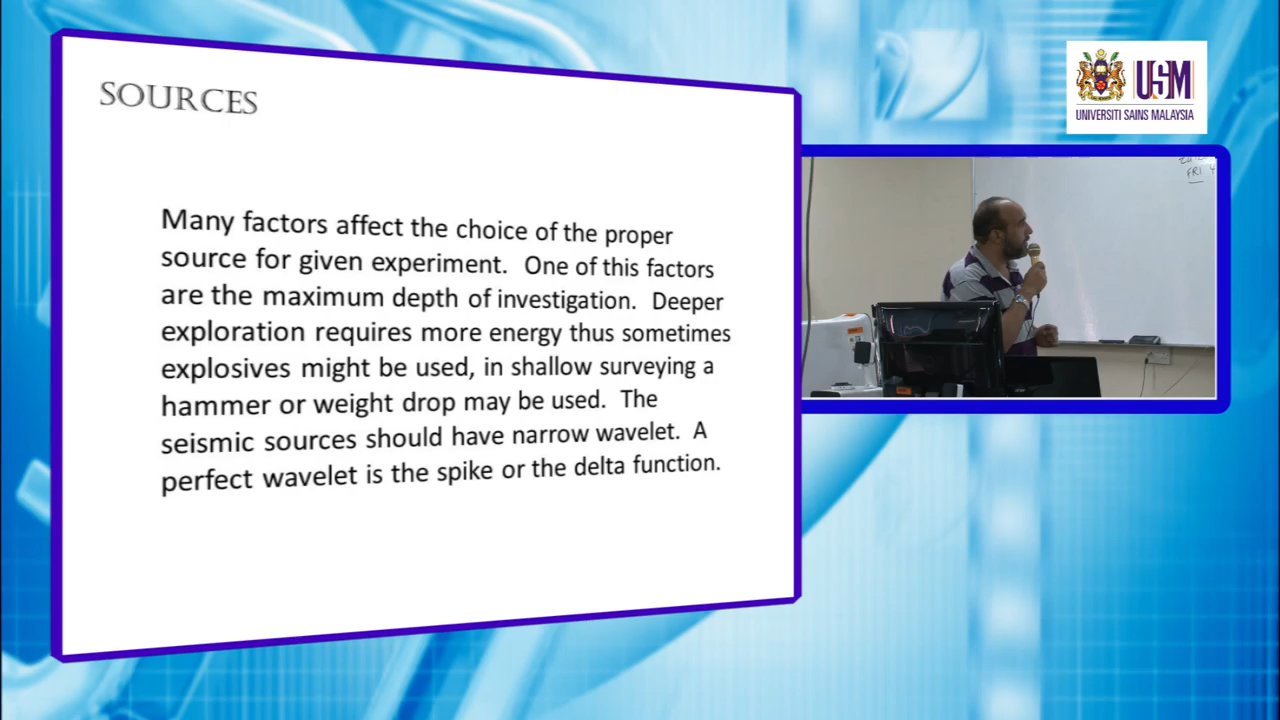 SOURCES
Many factors affect the choice of the proper
source for given experiment. One of this factors
are the maximum depth of investigation. Deeper
exploration requires more energy thus sometimes
explosives might be used, in shallow surveying a
hammer or weight drop may be used. The
seismic sources should have narrow wavelet. A
perfect wavelet is the spike or the delta function.
USM
UNIVERSITI SAINS MALAYSIA
FRI